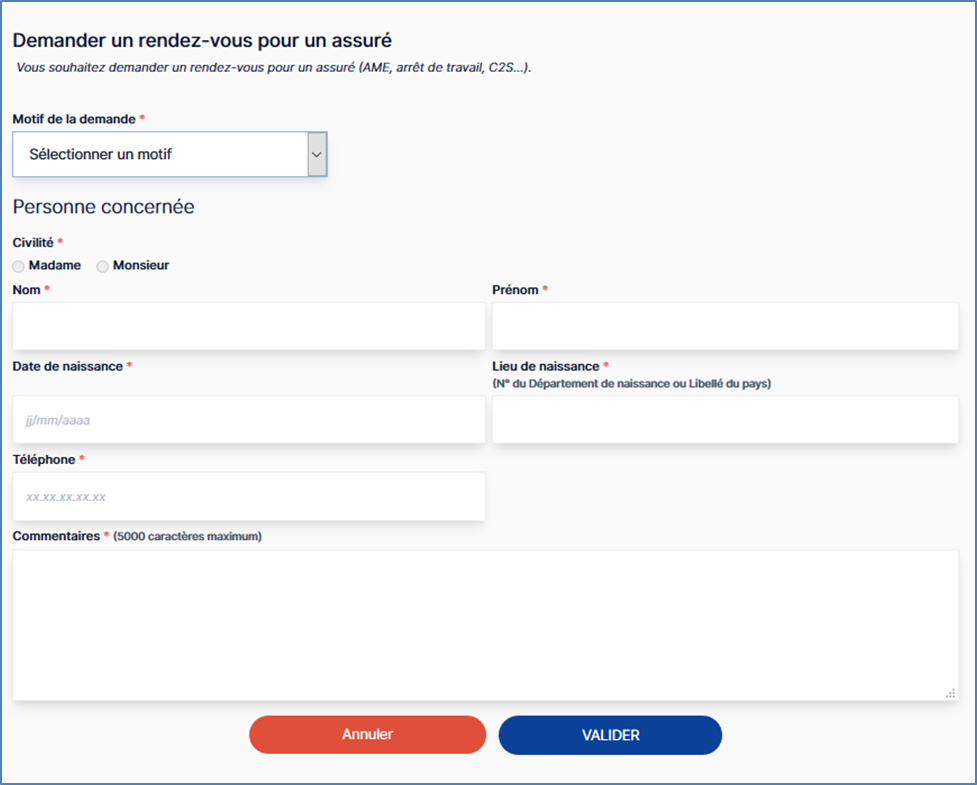 Demander un rendez-vous pour un assuré
Vous souhaitez demander un rendez-vous pour un assuré (AME, arrêt de travail, C2S...).
Motif de la demande *
Sélectionner un motif
Personne concernée
Civilité *
Madame Monsieur
Nom * Prénom *
Date de naissance * Lieu de naissance *
(N° du Département de naissance ou Libellé du pays)
jj/mm/aaaa
Téléphone *
xx.xx.xx.xx.xx
Commentaires * (5000 caractères maximum)
Annuler VALIDER